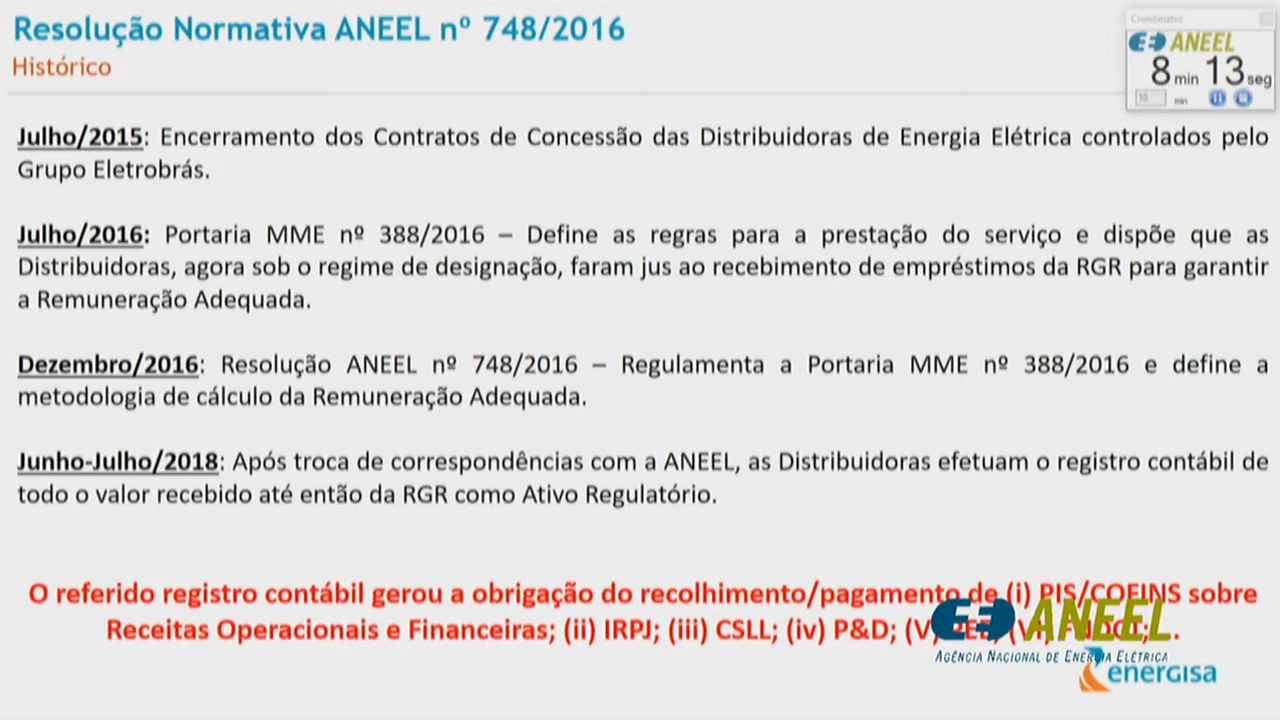 Resolução Normativa ANEEL nº 748/2016
Histórico
Cronômetro
ANEEL
8 min 13 seg
10 min
Julho/2015: Encerramento dos Contratos de Concessão das Distribuidoras de Energia Elétrica controlados pelo
Grupo Eletrobrás.
Julho/2016: Portaria MME nº 388/2016 – Define as regras para a prestação do serviço e dispõe que as
Distribuidoras, agora sob o regime de designação, faram jus ao recebimento de empréstimos da RGR para garantir
a Remuneração Adequada.
Dezembro/2016: Resolução ANEEL nº 748/2016 – Regulamenta a Portaria MME nº 388/2016 e define a
metodologia de cálculo da Remuneração Adequada.
Junho-Julho/2018: Após troca de correspondências com a ANEEL, as Distribuidoras efetuam o registro contábil de
todo o valor recebido até então da RGR como Ativo Regulatório.
O referido registro contábil gerou a obrigação do recolhimento/pagamento de (i) PIS/COFINS sobre
Receitas Operacionais e Financeiras; (ii) IRPJ; (iii) CSLL; (iv) P&D; (V)
ANEEL
AGÊNCIA NACIONAL DE ENERGIA ELÉTRICA
energisa